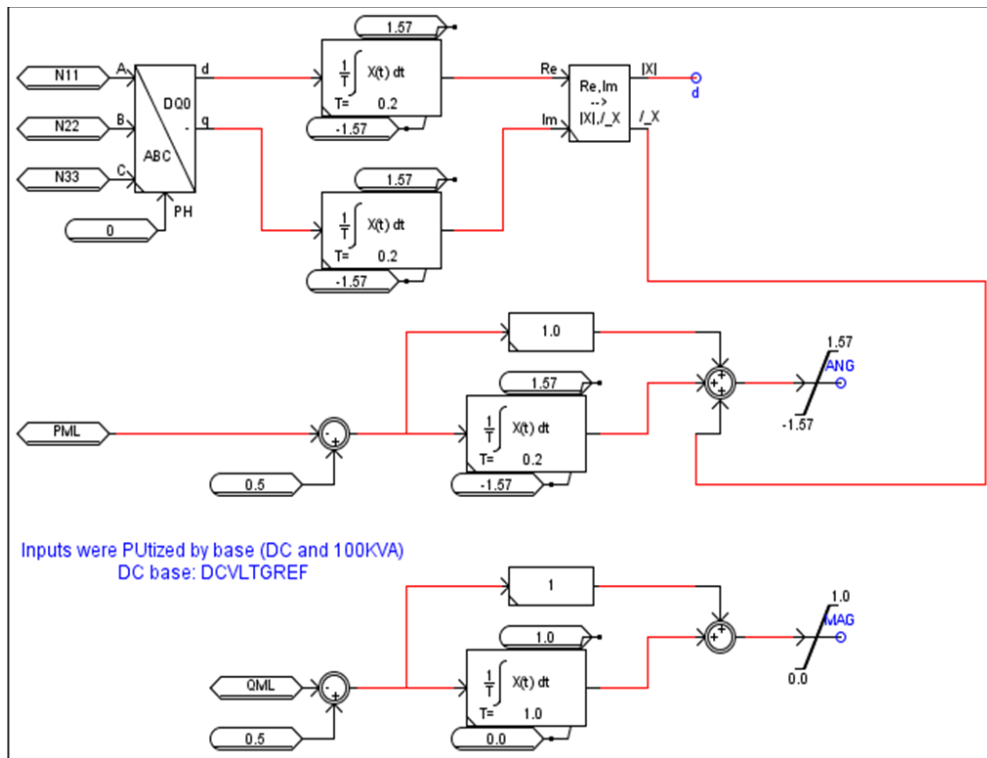 1.57
N11
A
d
1
T
X(t) dt
T=
0.2
-1.57
Re
|X|
d
DQ0
-
Re,Im
-->
|X|,/_X
N22
B
q
Im
/_X
ABC
N33
C
PH
0
1.57
1
T
X(t) dt
T=
0.2
-1.57
1.0
1.57
1.57
ANG
-1.57
PML
-
+
1
T
X(t) dt
T=
0.2
+
+
+
0.5
-1.57
Inputs were PUtized by base (DC and 100KVA)
DC base: DCVLTGREF
1
1.0
1.0
MAG
0.0
QML
-
+
1
T
X(t) dt
T=
1.0
+
+
0.5
0.0